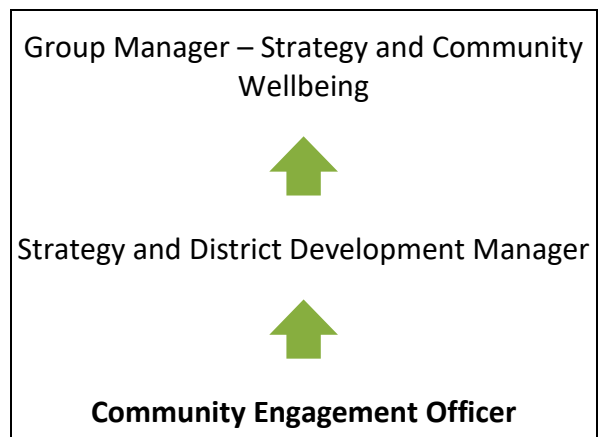 Group Manager – Strategy and Community
Wellbeing
Strategy and District Development Manager
Community Engagement Officer